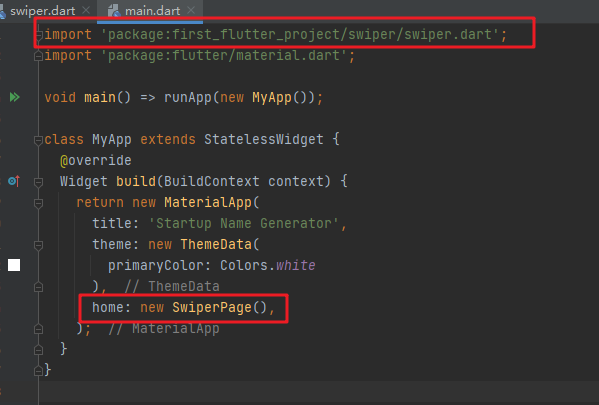 swiper.dart × main.dart ×
import 'package:first_flutter_project/swiper/swiper.dart';
import 'package:flutter/material.dart';
void main() => runApp(new MyApp());
class MyApp extends StatelessWidget {
@override
Widget build(BuildContext context) {
return new MaterialApp(
title: 'Startup Name Generator',
theme: new ThemeData(
primaryColor: Colors.white
), // ThemeData
home: new SwiperPage(),
); // MaterialApp
}
}